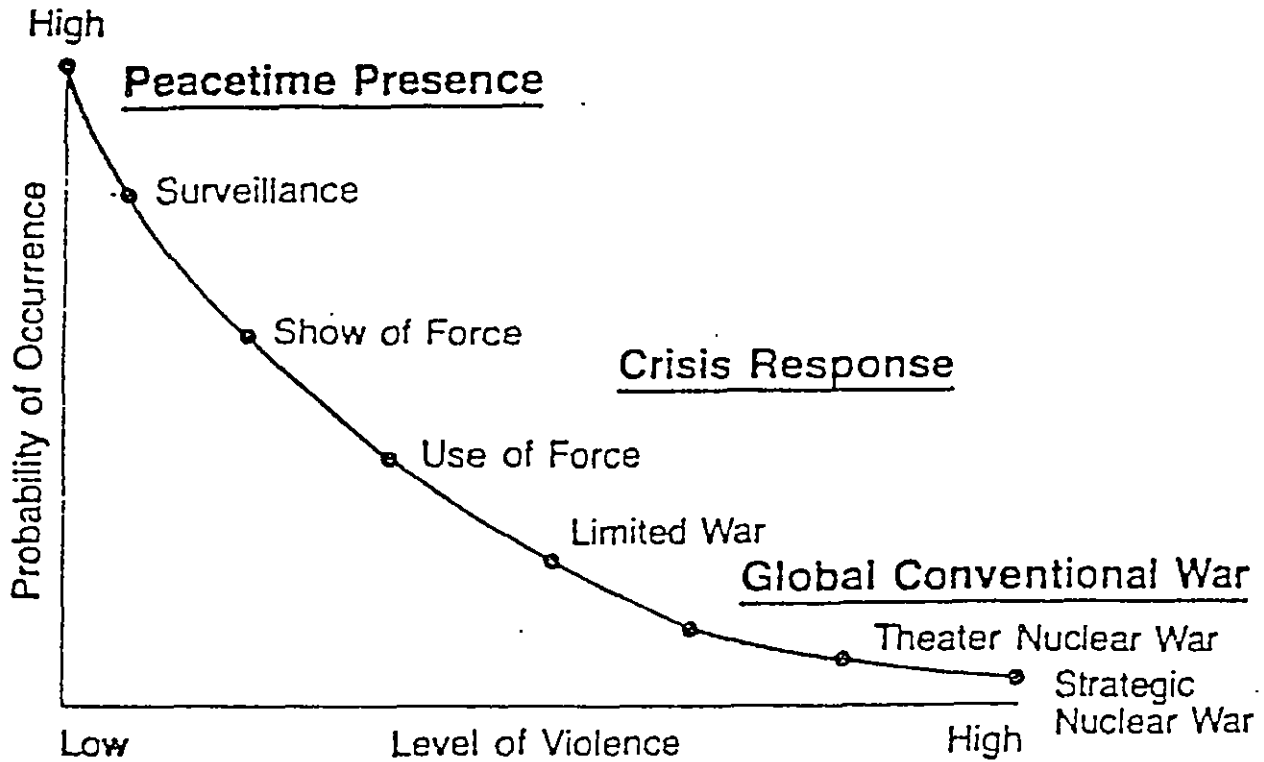 High
Peacetime Presence
Surveillance
Show of Force
Crisis Response
Use of Force
Limited War
Global Conventional War
Theater Nuclear War
Strategic
Nuclear War
Probability of Occurrence
Low
Level of Violence
High